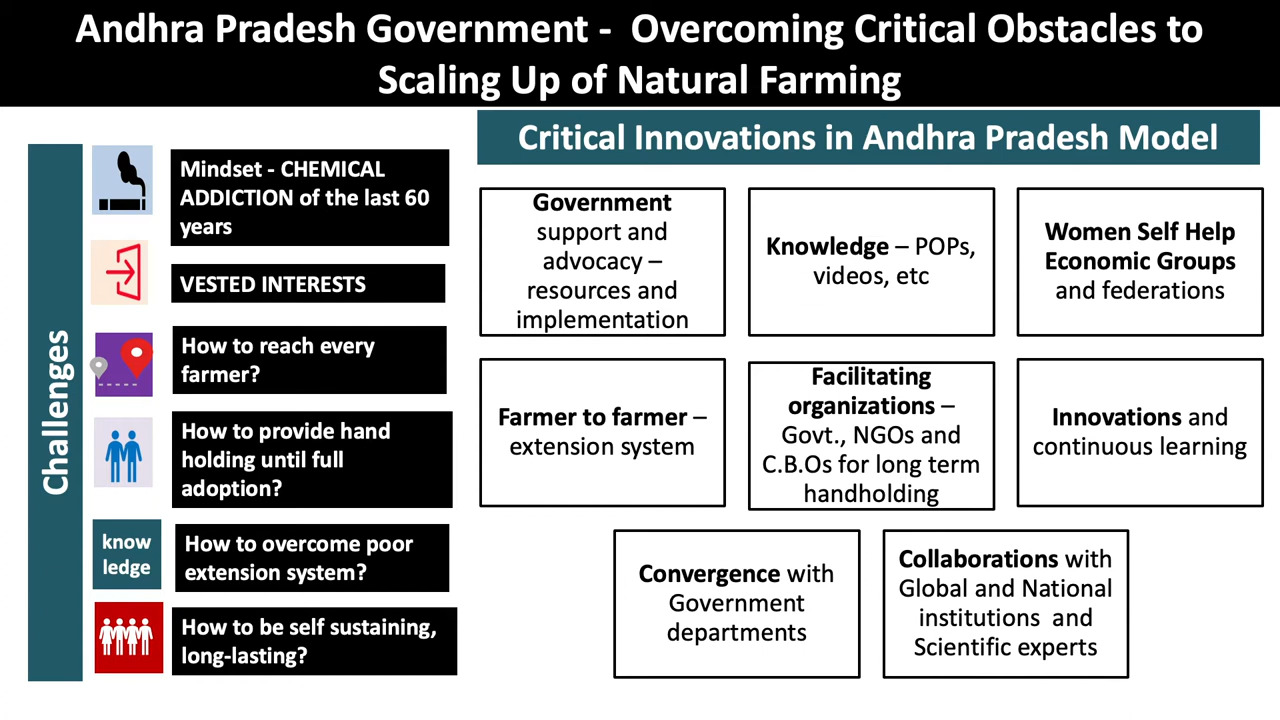 Andhra Pradesh Government - Overcoming Critical Obstacles to
Scaling Up of Natural Farming
Challenges
Mindset - CHEMICAL
ADDICTION of the last 60
years
VESTED INTERESTS
How to reach every
farmer?
How to provide hand
holding until full
adoption?
know
ledge
How to overcome poor
extension system?
How to be self sustaining,
long-lasting?
Critical Innovations in Andhra Pradesh Model
Government
support and
advocacy –
resources and
implementation
Knowledge – POPs,
videos, etc
Women Self Help
Economic Groups
and federations
Farmer to farmer –
extension system
Facilitating
organizations –
Govt., NGOs and
C.B.Os for long term
handholding
Innovations and
continuous learning
Convergence with
Government
departments
Collaborations with
Global and National
institutions and
Scientific experts